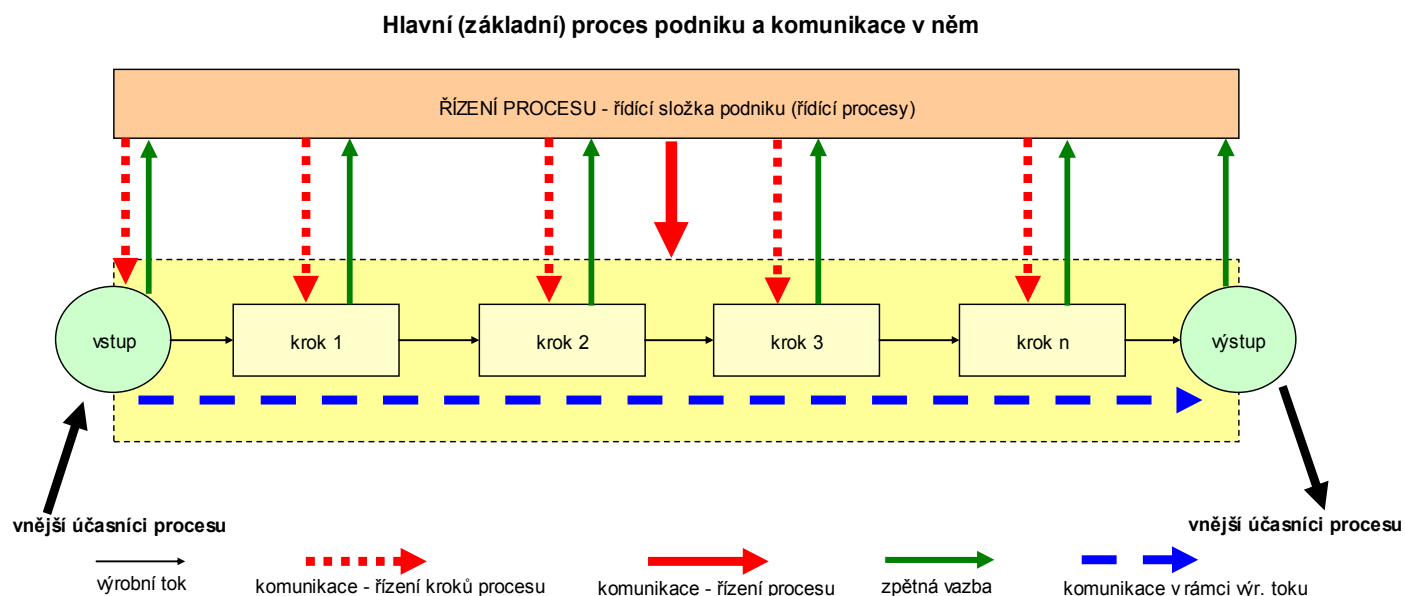 Hlavní (základní) proces podniku a komunikace v něm
ŘÍZENÍ PROCESU - řídící složka podniku (řídící procesy)
vstup
krok 1
krok 2
krok 3
krok n
výstup
vnější účasníci procesu
vnější účasníci procesu
výrobní tok
komunikace - řízení kroků procesu
komunikace - řízení procesu
zpětná vazba
komunikace v rámci výr. toku